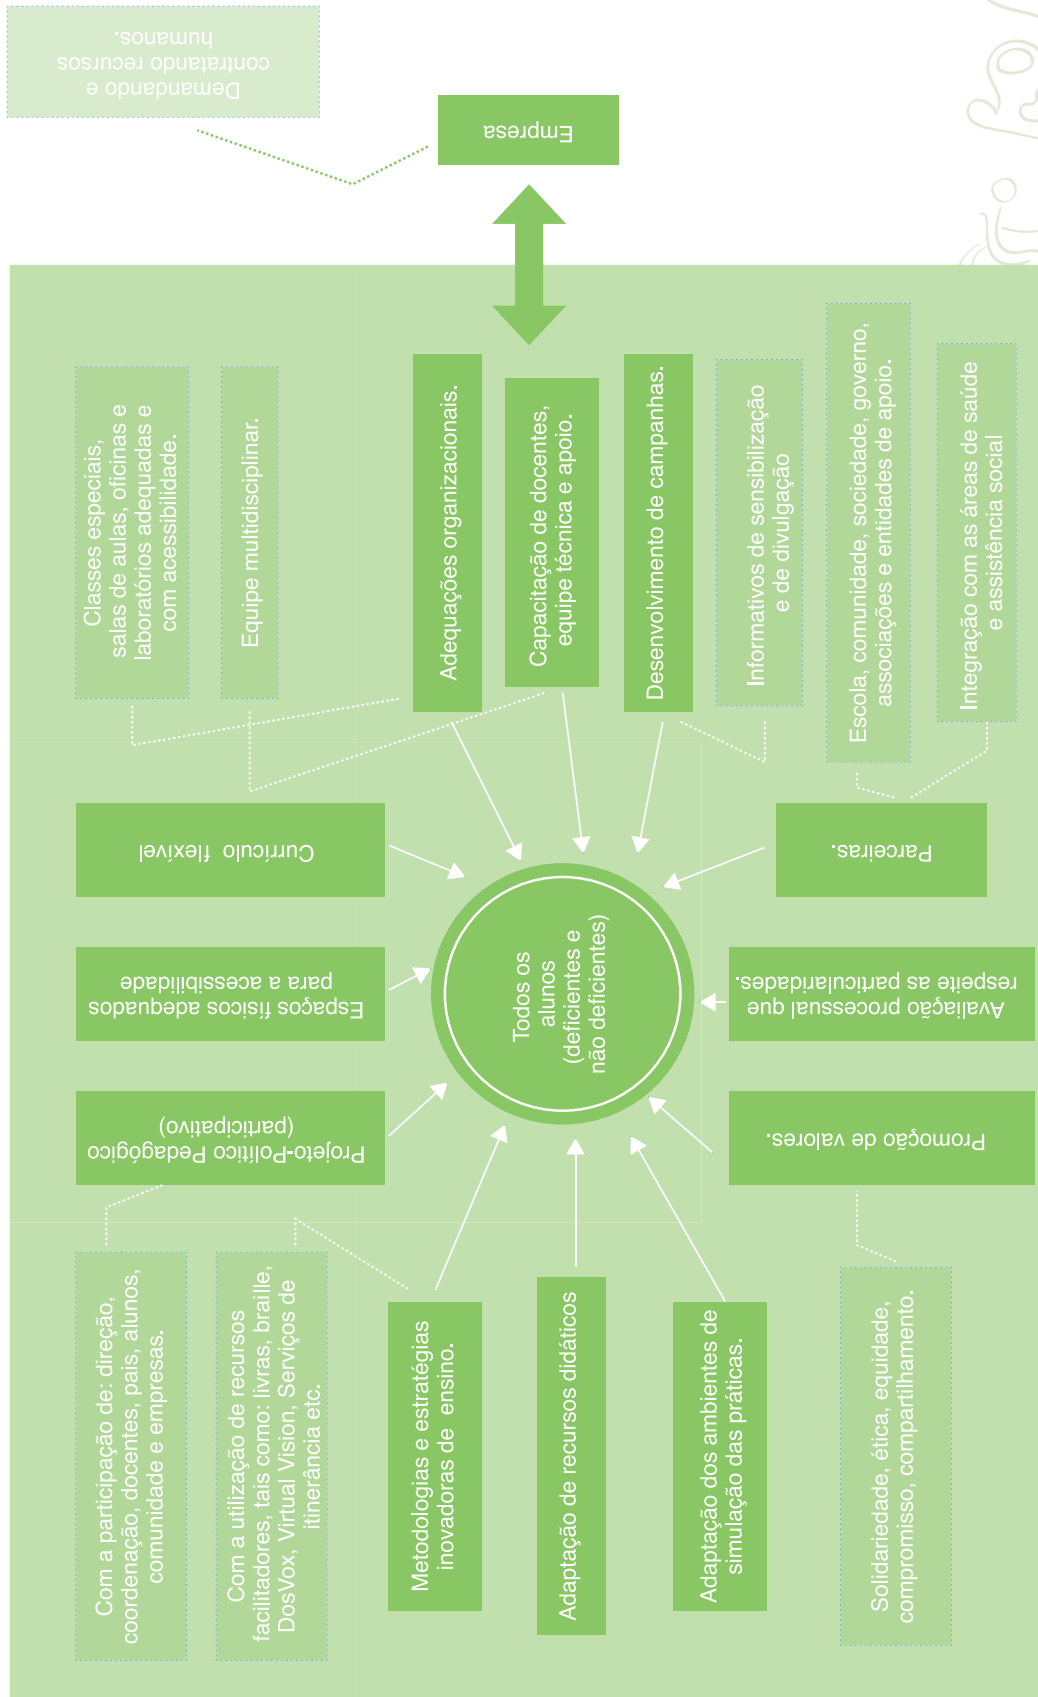 Demandando e
contratando recursos
humanos.
Empresa
Classes especiais,
salas de aulas, oficinas e
laboratórios adequadas e
com acessibilidade.
Equipe multidisciplinar.
Adequações organizacionais.
Capacitação de docentes,
equipe técnica e apoio.
Desenvolvimento de campanhas.
Informativos de sensibilização
e de divulgação
Escola, comunidade, sociedade, governo,
associações e entidades de apoio.
Integração com as áreas de saúde
e assistência social
Currículo flexível
Parceiras.
Espaços físicos adequados
para a acessibilidade
Todos os
alunos
(deficientes e
não deficientes)
Avaliação processual que
respeite as particularidades.
Projeto-Político Pedagógico
(participativo)
Promoção de valores.
Com a participação de: direção,
coordenação, docentes, pais, alunos,
comunidade e empresas.
Com a utilização de recursos
facilitadores, tais como: livras, braille,
DosVox, Virtual Vision, Serviços de
itinerância etc.
Metodologias e estratégias
inovadoras de ensino.
Adaptação de recursos didáticos
Adaptação dos ambientes de
simulação das práticas.
Solidariedade, ética, equidade,
compromisso, compartilhamento.